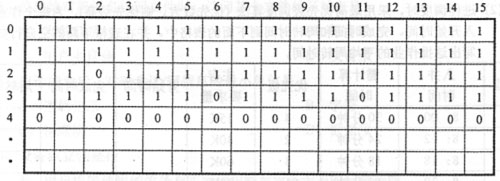 0 1 2 3 4 5 6 7 8 9 10 11 12 13 14 15
0 1 1 1 1 1 1 1 1 1 1 1 1 1 1 1 1
1 1 1 1 1 1 1 1 1 1 1 1 1 1 1 1 1
2 1 1 0 1 1 1 1 1 1 1 1 1 1 1 1 1
3 1 1 1 1 1 1 0 1 1 1 1 0 1 1 1 1
4 0 0 0 0 0 0 0 0 0 0 0 0 0 0 0 0
•
•